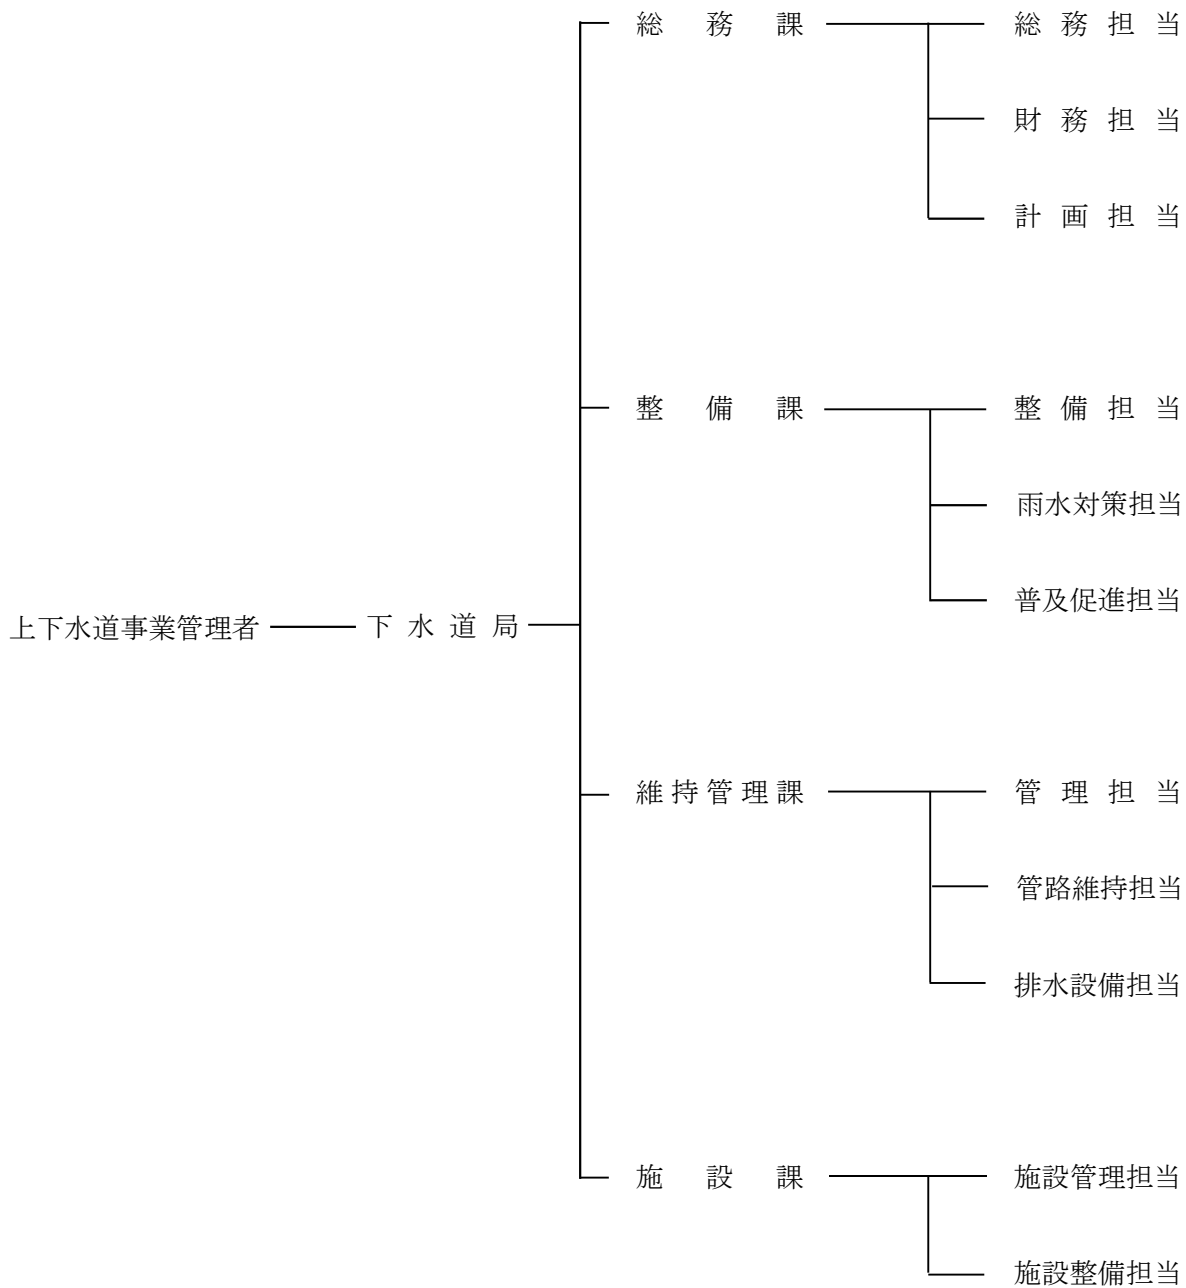 総務課 総務担当
財務担当
計画担当
整備課 整備担当
雨水対策担当
普及促進担当
上下水道事業管理者 下水道局
維持管理課 管理担当
管路維持担当
排水設備担当
施設課 施設管理担当
施設整備担当